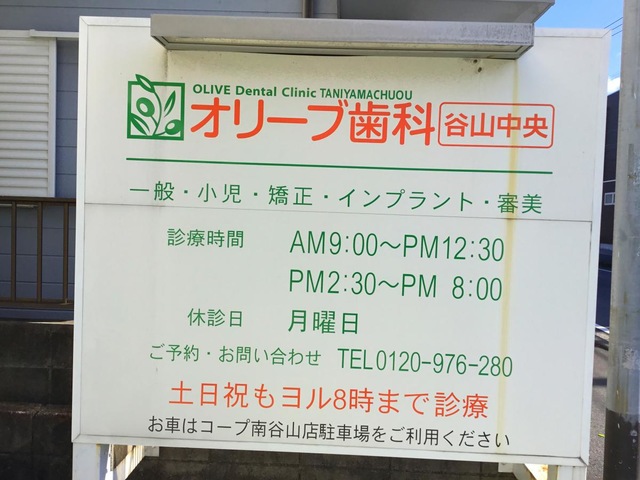 OLIVE Dental Clinic TANIYAMACHUOU
オリーブ歯科 谷山中央
一般・小児・矯正・インプラント・審美
診療時間 AM9:00～PM12:30
PM2:30～PM 8:00
休診日 月曜日
ご予約・お問い合わせ TEL0120-976-280
土日祝もヨル8時まで診療
お車はコープ南谷山店駐車場をご利用ください